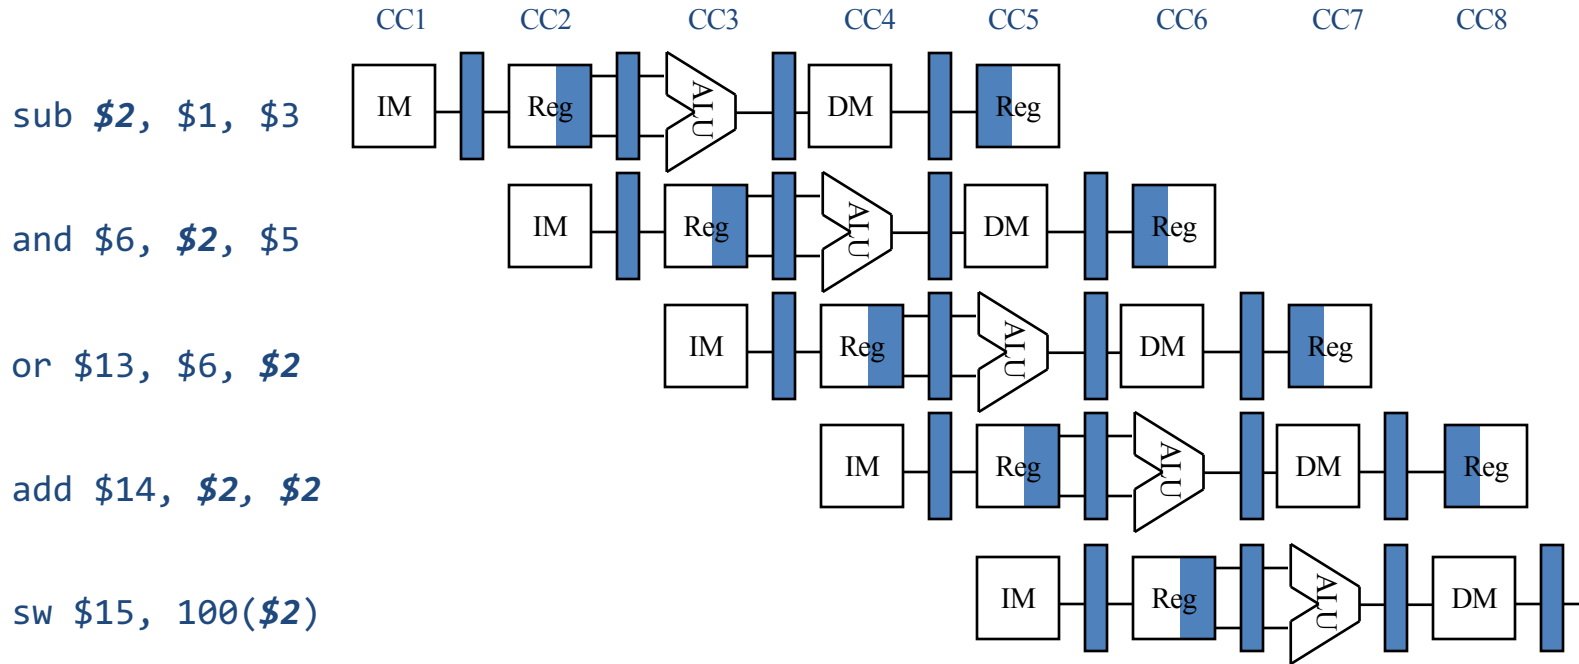 CC1 CC2 CC3 CC4 CC5 CC6 CC7 CC8
sub $2, $1, $3 IM Reg ALU DM Reg
and $6, $2, $5 IM Reg ALU DM Reg
or $13, $6, $2 IM Reg ALU DM Reg
add $14, $2, $2 IM Reg ALU DM Reg
sw $15, 100($2) IM Reg ALU DM